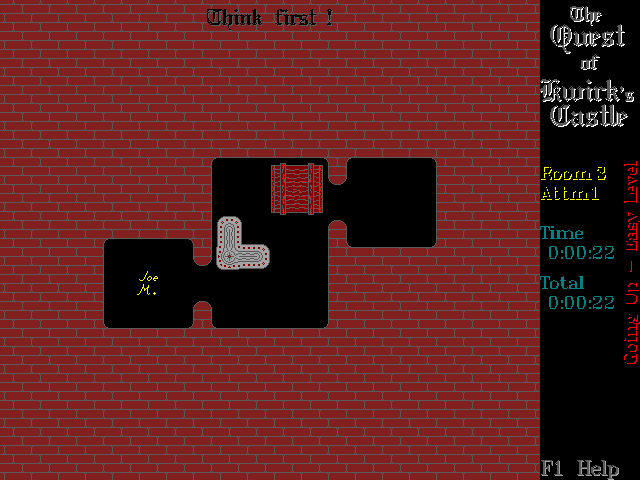 Think first !
The
Quest
of
Kwirk's
Castle
Room 3
Attm 1
Time
0:00:22
Total
0:00:22
Going Up - Easy Level
Joe
M.
F1 Help